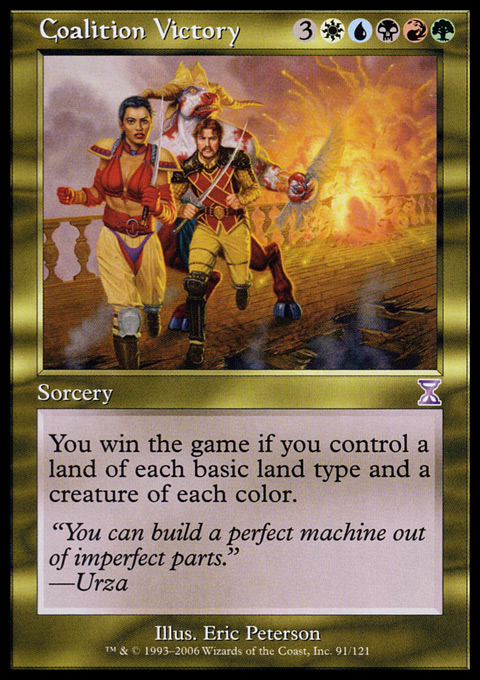 Coalition Victory 3
Sorcery
You win the game if you control a
land of each basic land type and a
creature of each color.
“You can build a perfect machine out
of imperfect parts.”
—Urza
Illus. Eric Peterson
™ & © 1993–2006 Wizards of the Coast, Inc. 91/121